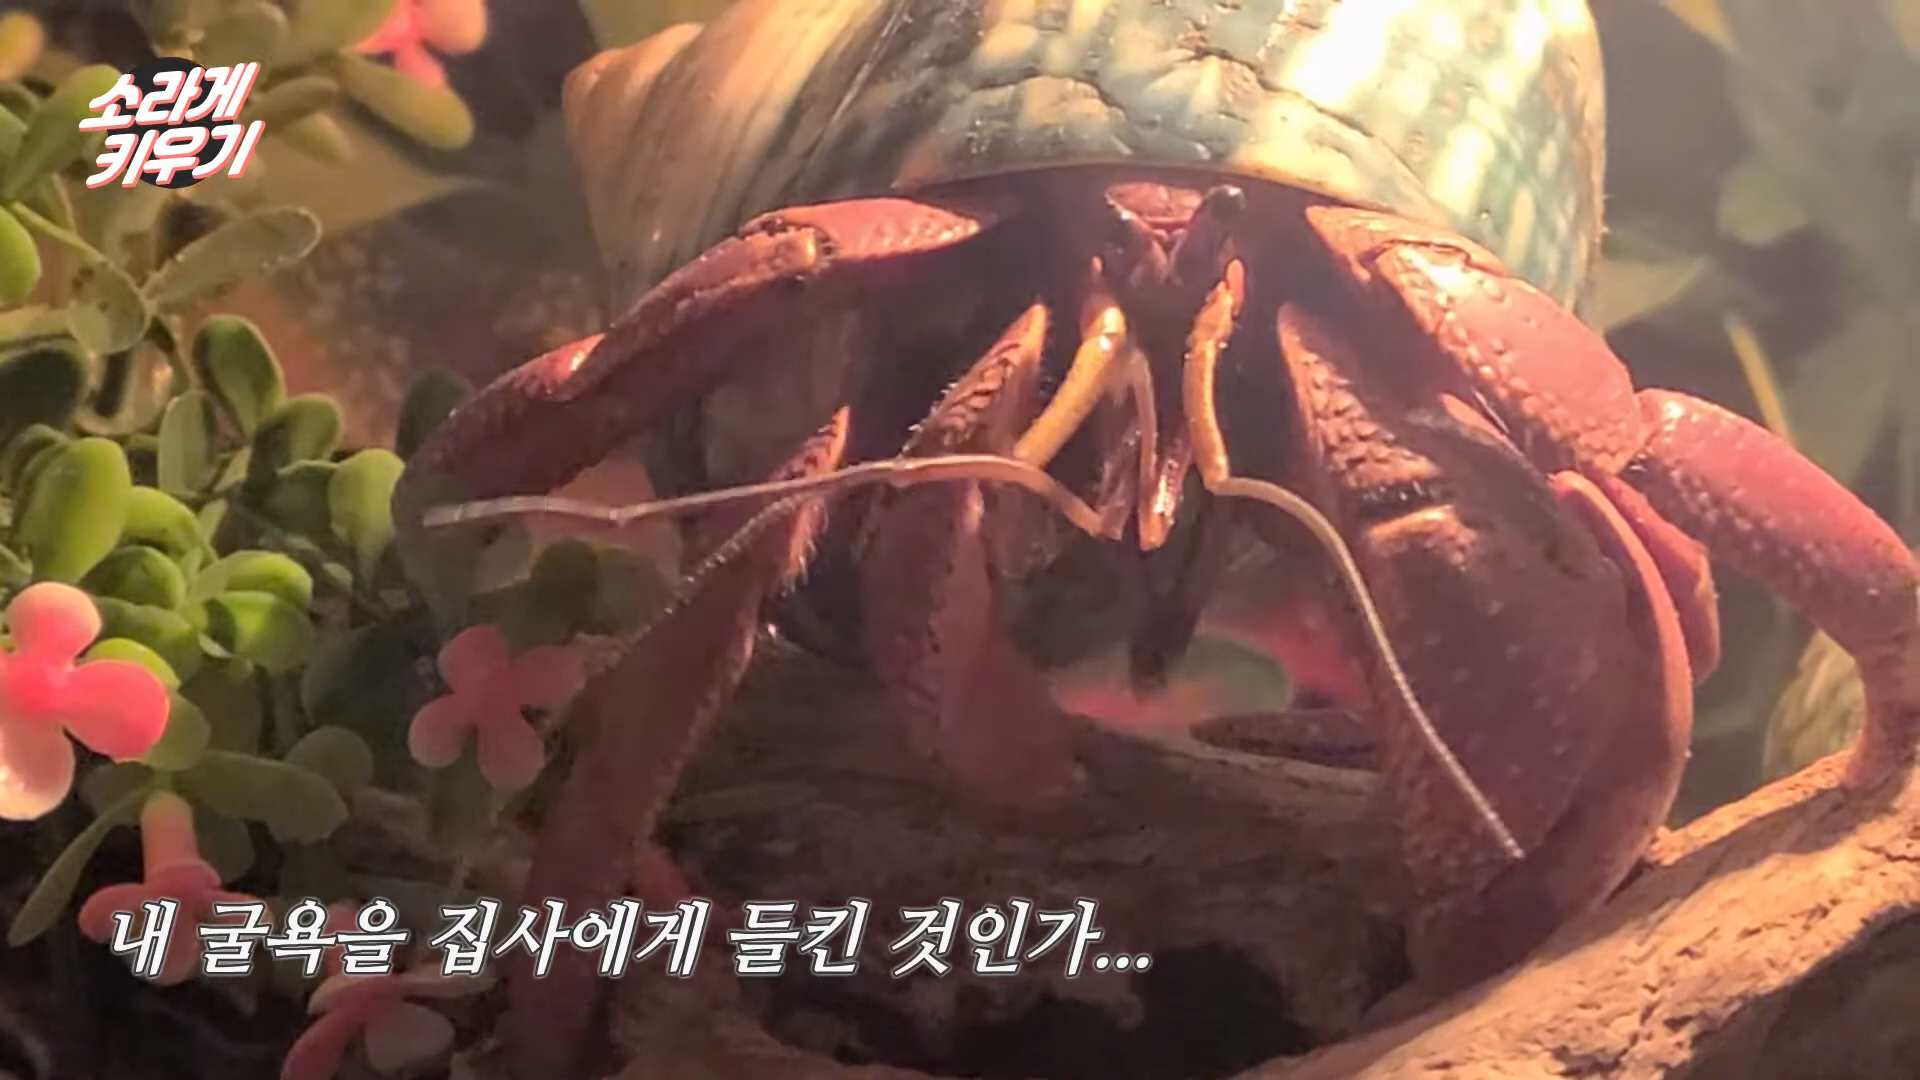 소라게
키우기
내 굴욕을 집사에게 들킨 것인가...